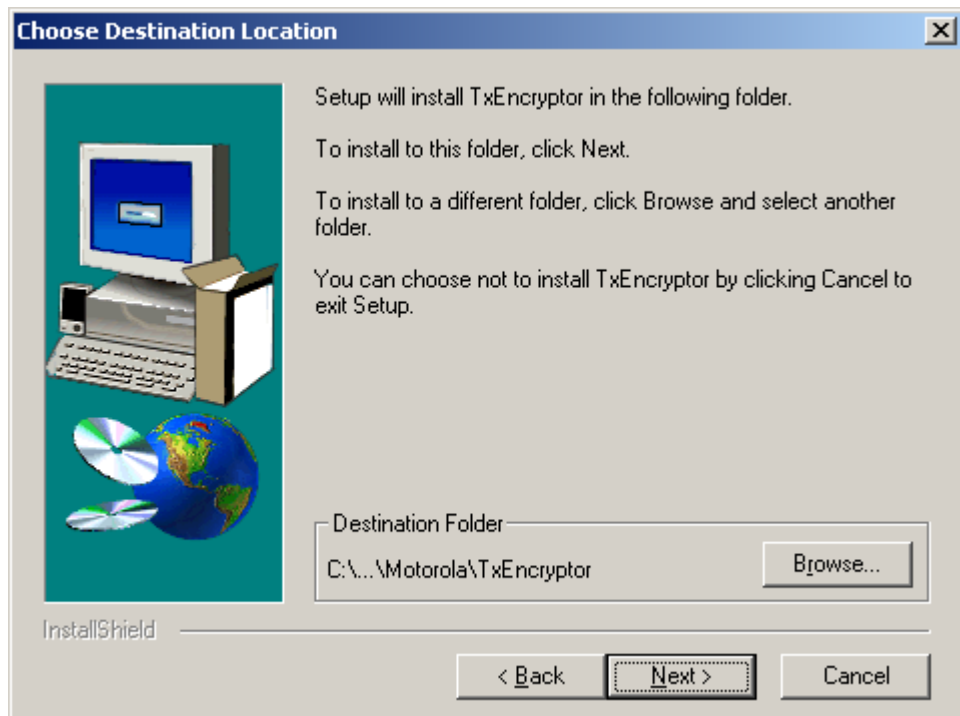 Choose Destination Location
Setup will install TxEncryptor in the following folder.
To install to this folder, click Next.
To install to a different folder, click Browse and select another
folder.
You can choose not to install TxEncryptor by clicking Cancel to
exit Setup.
Destination Folder
C:\...\Motorola\TxEncryptor
Browse...
InstallShield
< Back
Next >
Cancel